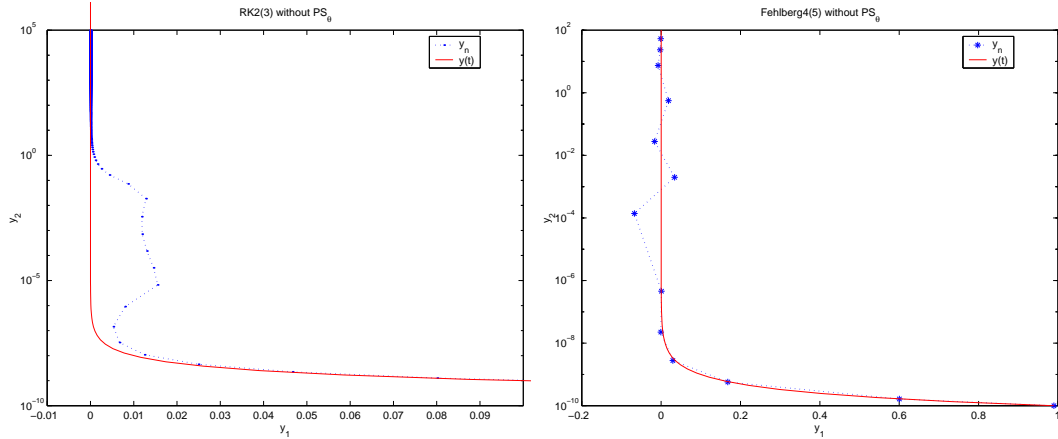 RK2(3) without PS_θ
10^5
10^0
10^−5
10^−10
y_2
−0.01 0 0.01 0.02 0.03 0.04 0.05 0.06 0.07 0.08 0.09
y_1
y_n
y(t)
Fehlberg4(5) without PS_θ
10^2
10^0
10^−2
10^−4
10^−6
10^−8
10^−10
y_2
−0.2 0 0.2 0.4 0.6 0.8 1
y_1
y_n
y(t)